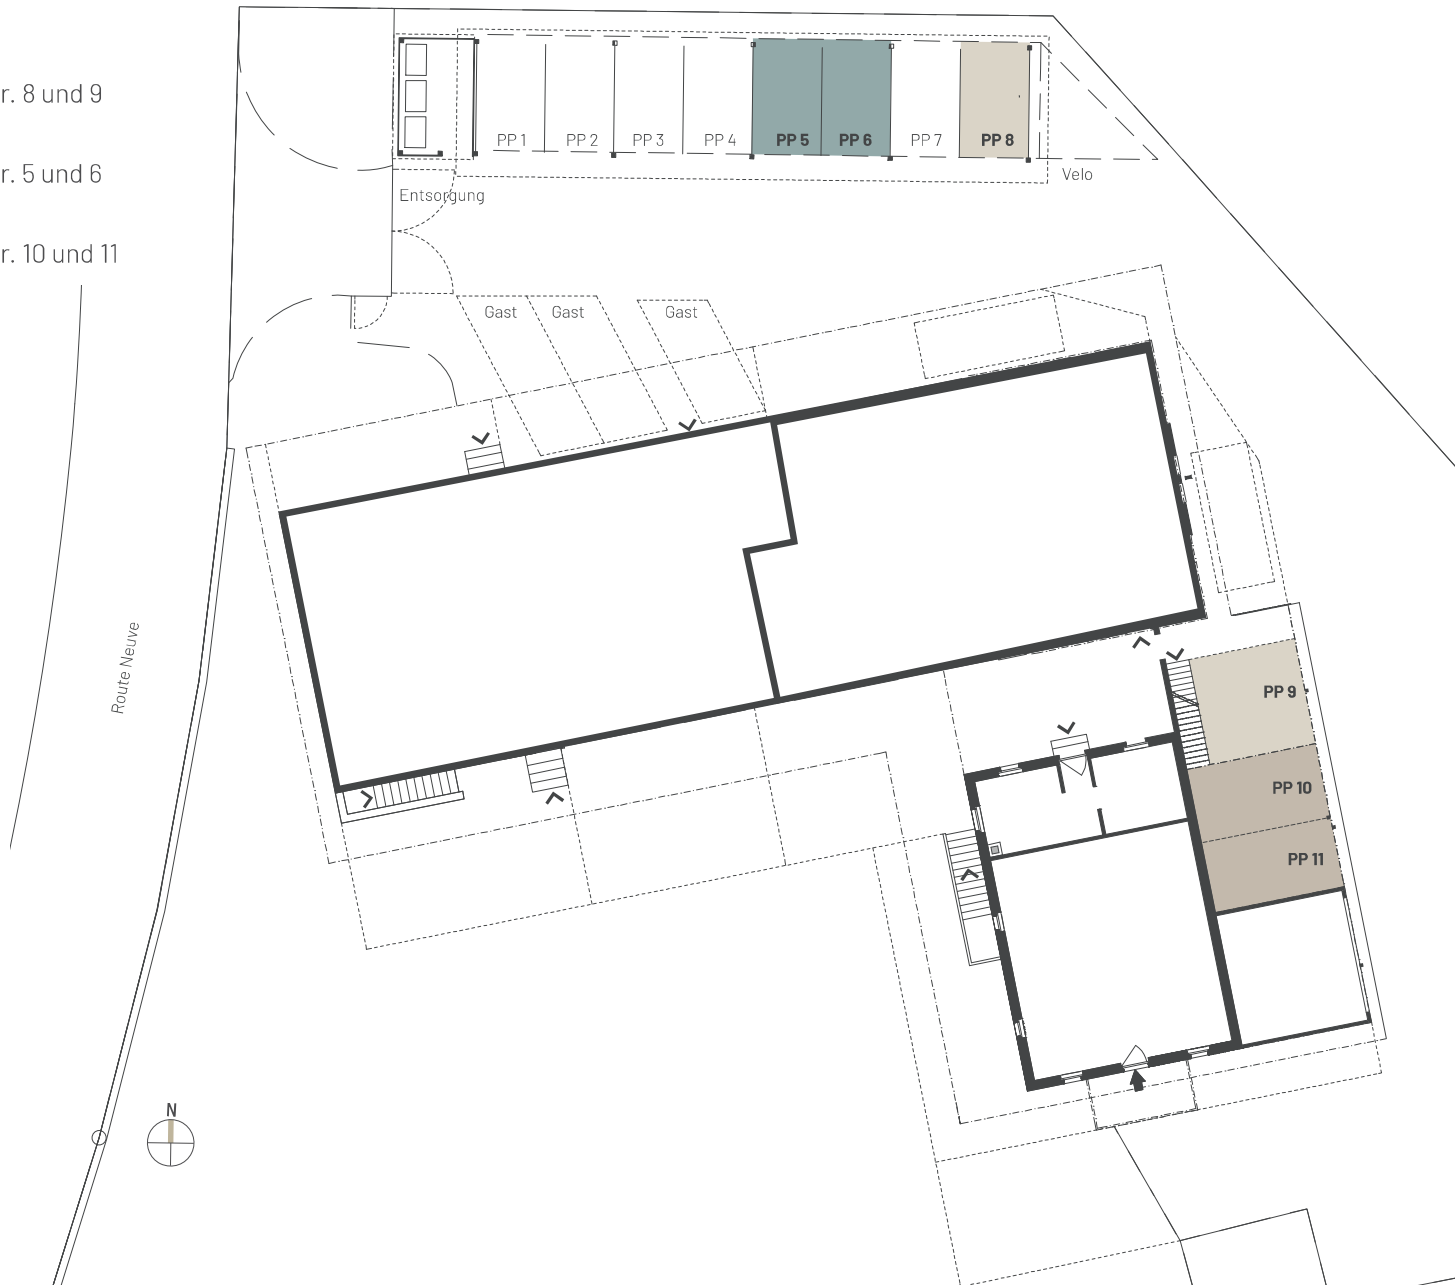 r. 8 und 9
r. 5 und 6
r. 10 und 11
PP 1
PP 2
PP 3
PP 4
PP 5
PP 6
PP 7
PP 8
Velo
Entsorgung
Gast
Gast
Gast
Route Neuve
PP 9
PP 10
PP 11
N